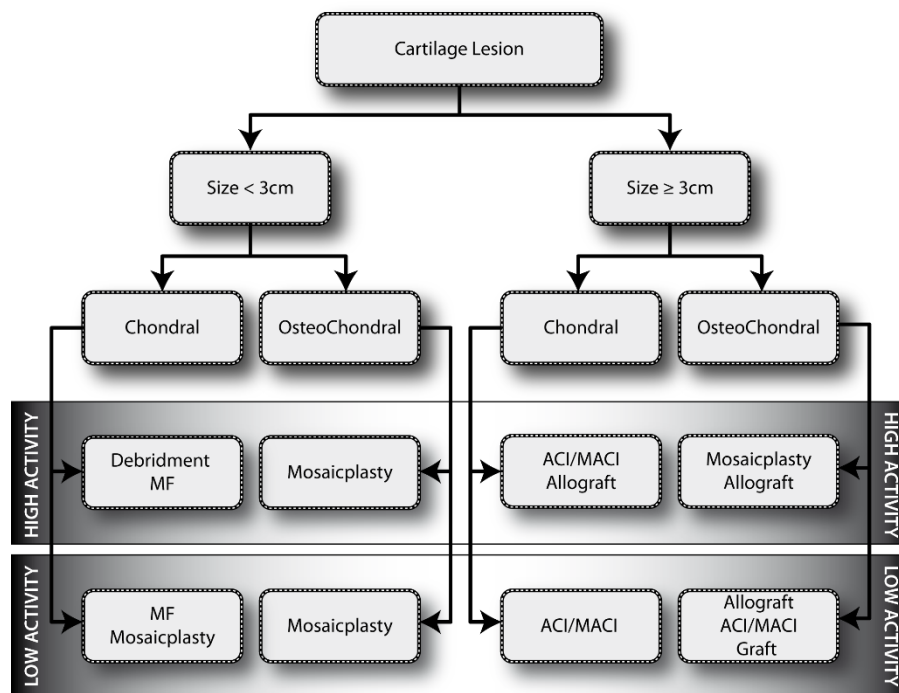 Cartilage Lesion
Size < 3cm
Size ≥ 3cm
Chondral
OsteoChondral
Chondral
OsteoChondral
HIGH ACTIVITY
Debridment
MF
Mosaicplasty
ACI/MACI
Allograft
Mosaicplasty
Allograft
HIGH ACTIVITY
LOW ACTIVITY
MF
Mosaicplasty
Mosaicplasty
ACI/MACI
Allograft
ACI/MACI
Graft
LOW ACTIVITY